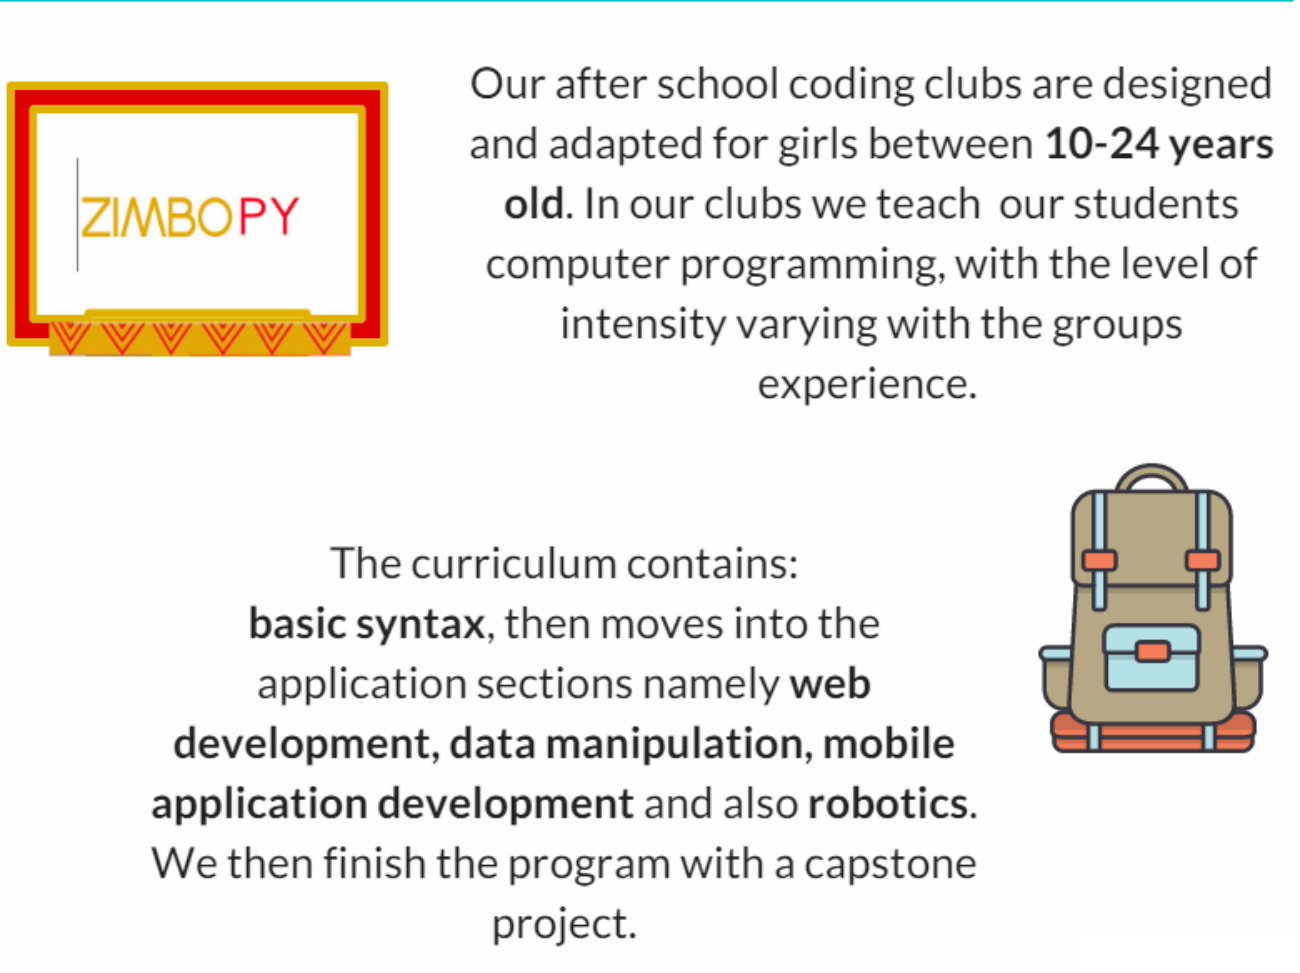 ZIMBOPY
Our after school coding clubs are designed
and adapted for girls between 10-24 years
old. In our clubs we teach our students
computer programming, with the level of
intensity varying with the groups
experience.
The curriculum contains:
basic syntax, then moves into the
application sections namely web
development, data manipulation, mobile
application development and also robotics.
We then finish the program with a capstone
project.